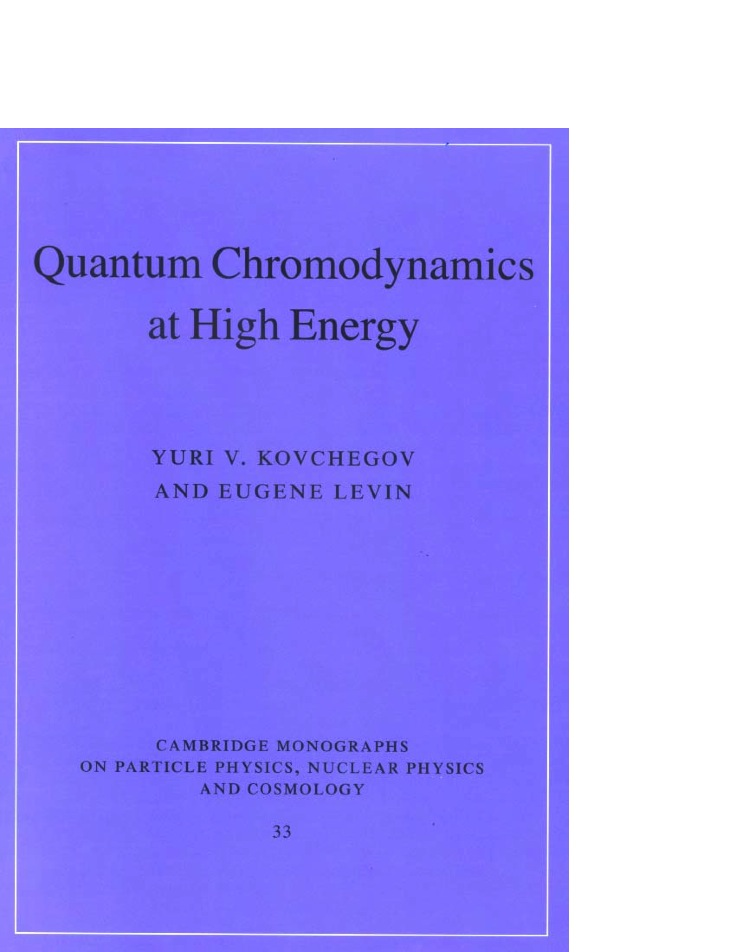 Quantum Chromodynamics
at High Energy
YURI V. KOVCHEGOV
AND EUGENE LEVIN
CAMBRIDGE MONOGRAPHS
ON PARTICLE PHYSICS, NUCLEAR PHYSICS
AND COSMOLOGY
33